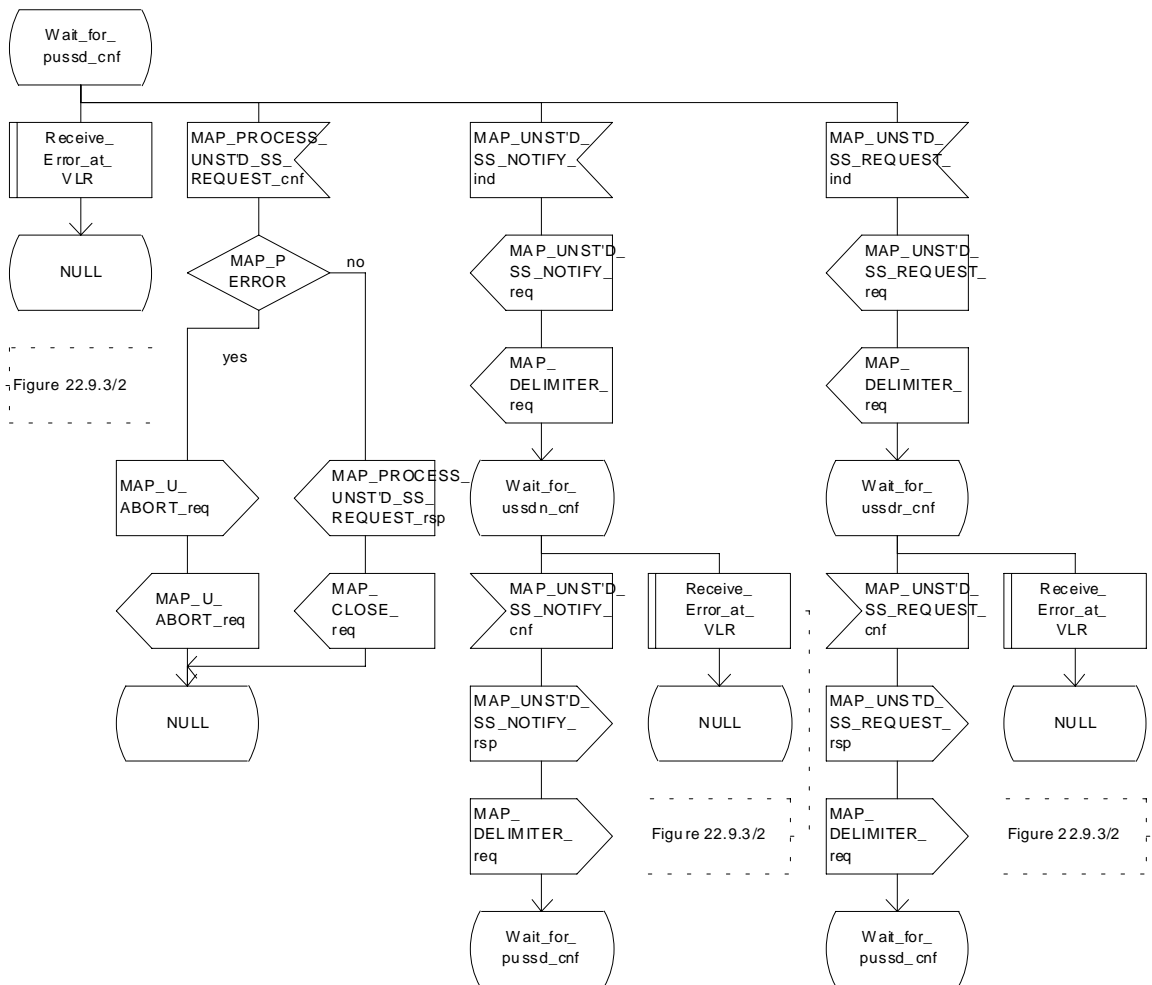 Wait_for_
pussd_cnf
Receive_
Error_at_
VLR
MAP_PROCESS_
UNST'D_SS_
REQUEST_cnf
MAP_UNST'D_
SS_NOTIFY_
ind
MAP_UNST'D_
SS_REQUEST_
ind
NULL
MAP_P
ERROR
no
yes
MAP_UNST'D_
SS_NOTIFY_
req
MAP_UNST'D_
SS_REQUEST_
req
Figure 22.9.3/2
MAP_
DELIMITER_
req
MAP_
DELIMITER_
req
MAP_U_
ABORT_req
MAP_PROCESS_
UNST'D_SS_
REQUEST_rsp
Wait_for_
ussdn_cnf
Wait_for_
ussdr_cnf
MAP_U_
ABORT_req
MAP_
CLOSE_
req
MAP_UNST'D_
SS_NOTIFY_
cnf
Receive_
Error_at_
VLR
MAP_UNST'D_
SS_REQUEST_
cnf
Receive_
Error_at_
VLR
NULL
MAP_UNST'D_
SS_NOTIFY_
rsp
NULL
MAP_UNST'D_
SS_REQUEST_
rsp
NULL
MAP_
DELIMITER_
req
Figure 22.9.3/2
MAP_
DELIMITER_
req
Figure 22.9.3/2
Wait_for_
pussd_cnf
Wait_for_
pussd_cnf